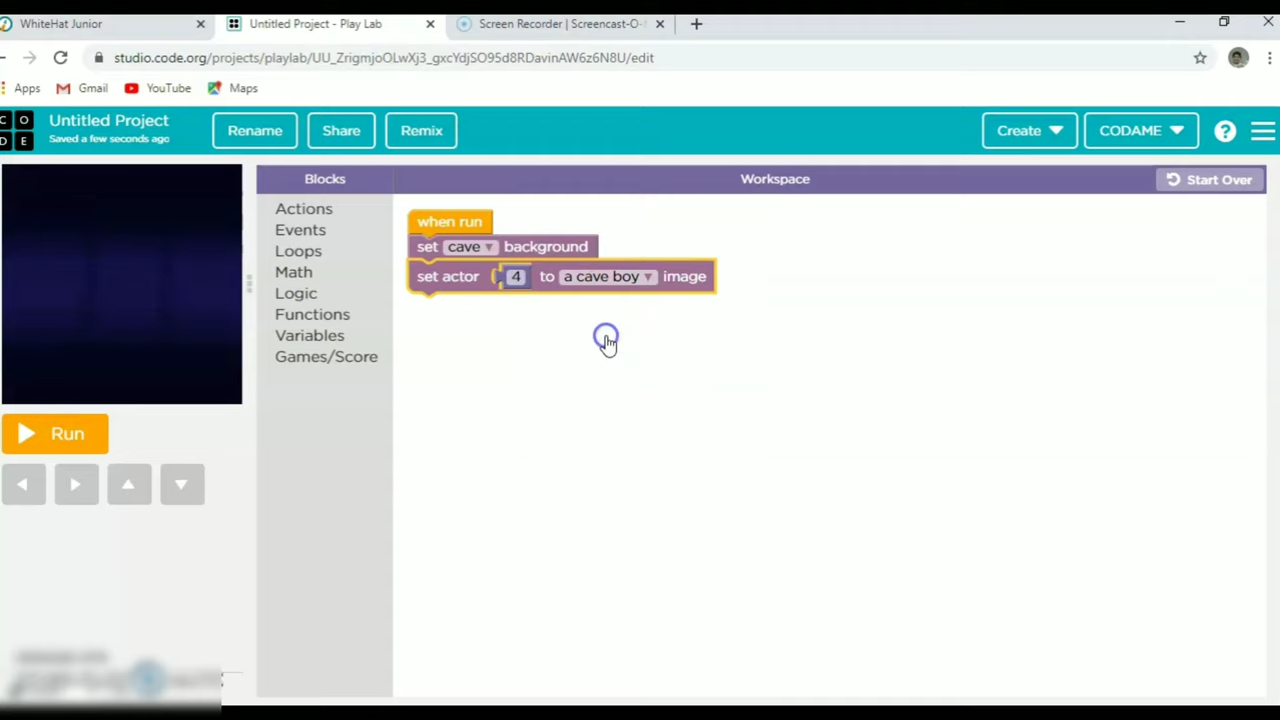 WhiteHat Junior
Untitled Project - Play Lab
Screen Recorder | Screencast-O-
studio.code.org/projects/playlab/UU_ZrigmjoOLwXj3_gxcYdjSO95d8RDavinAW6z6N8U/edit
Apps Gmail YouTube Maps
C O D E
Untitled Project
Saved a few seconds ago
Rename Share Remix Create CODAME ?
Blocks Workspace Start Over
Actions
Events
Loops
Math
Logic
Functions
Variables
Games/Score
when run
set cave background
set actor 4 to a cave boy image
Run